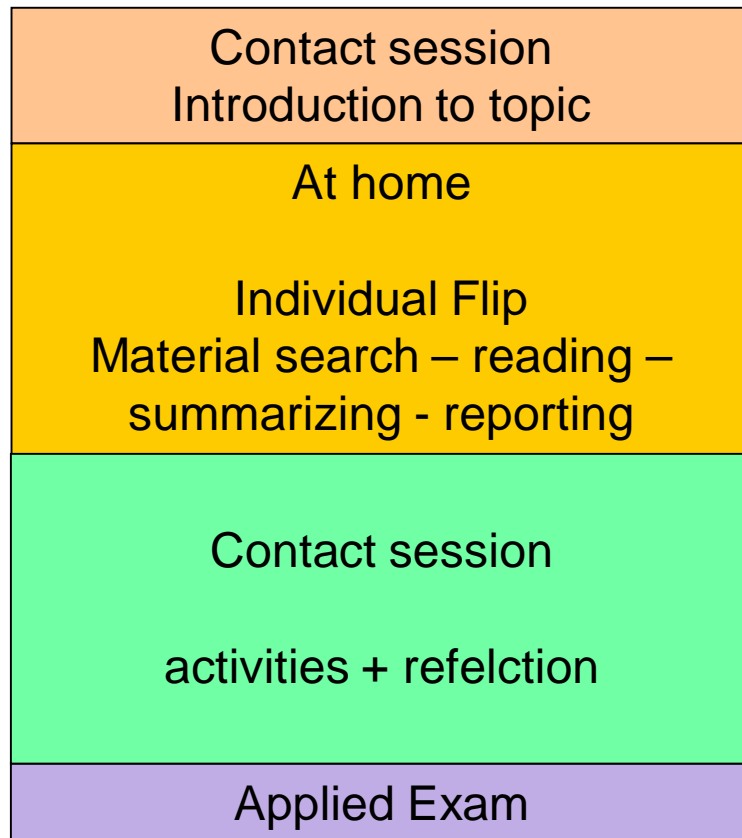 Contact session
Introduction to topic
At home
Individual Flip
Material search – reading –
summarizing - reporting
Contact session
activities + refelction
Applied Exam